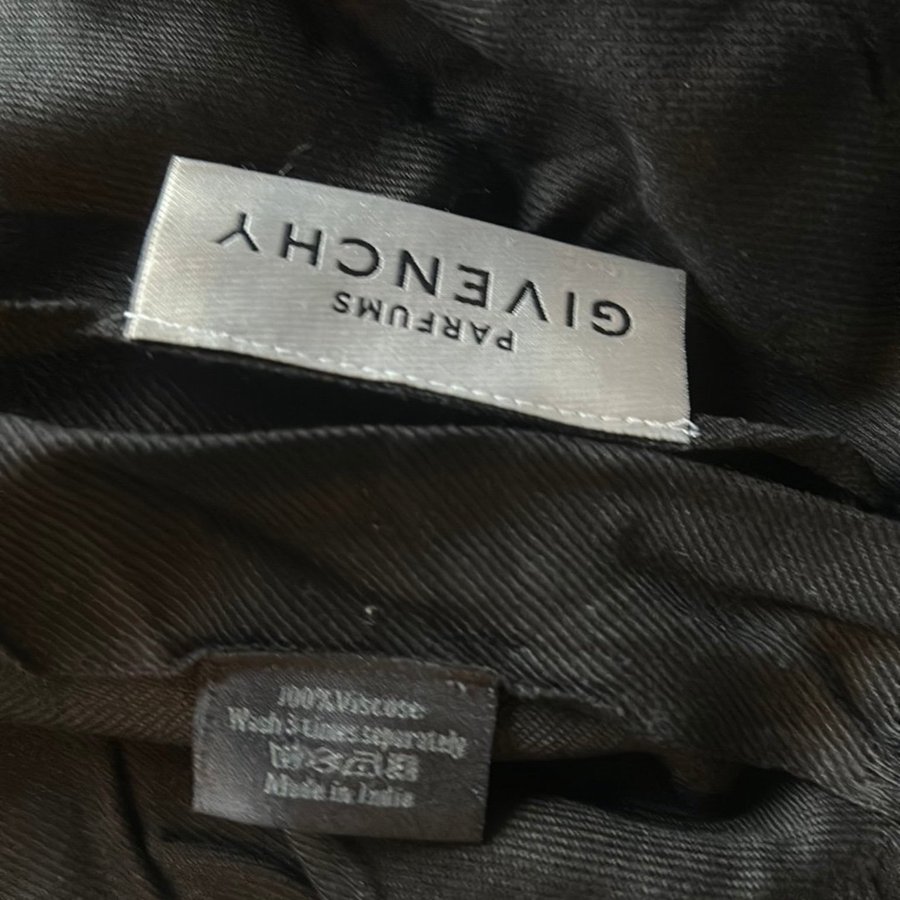 GIVENCHY
PARFUMS
100% Viscose
Wash 3 times separately
Made in India